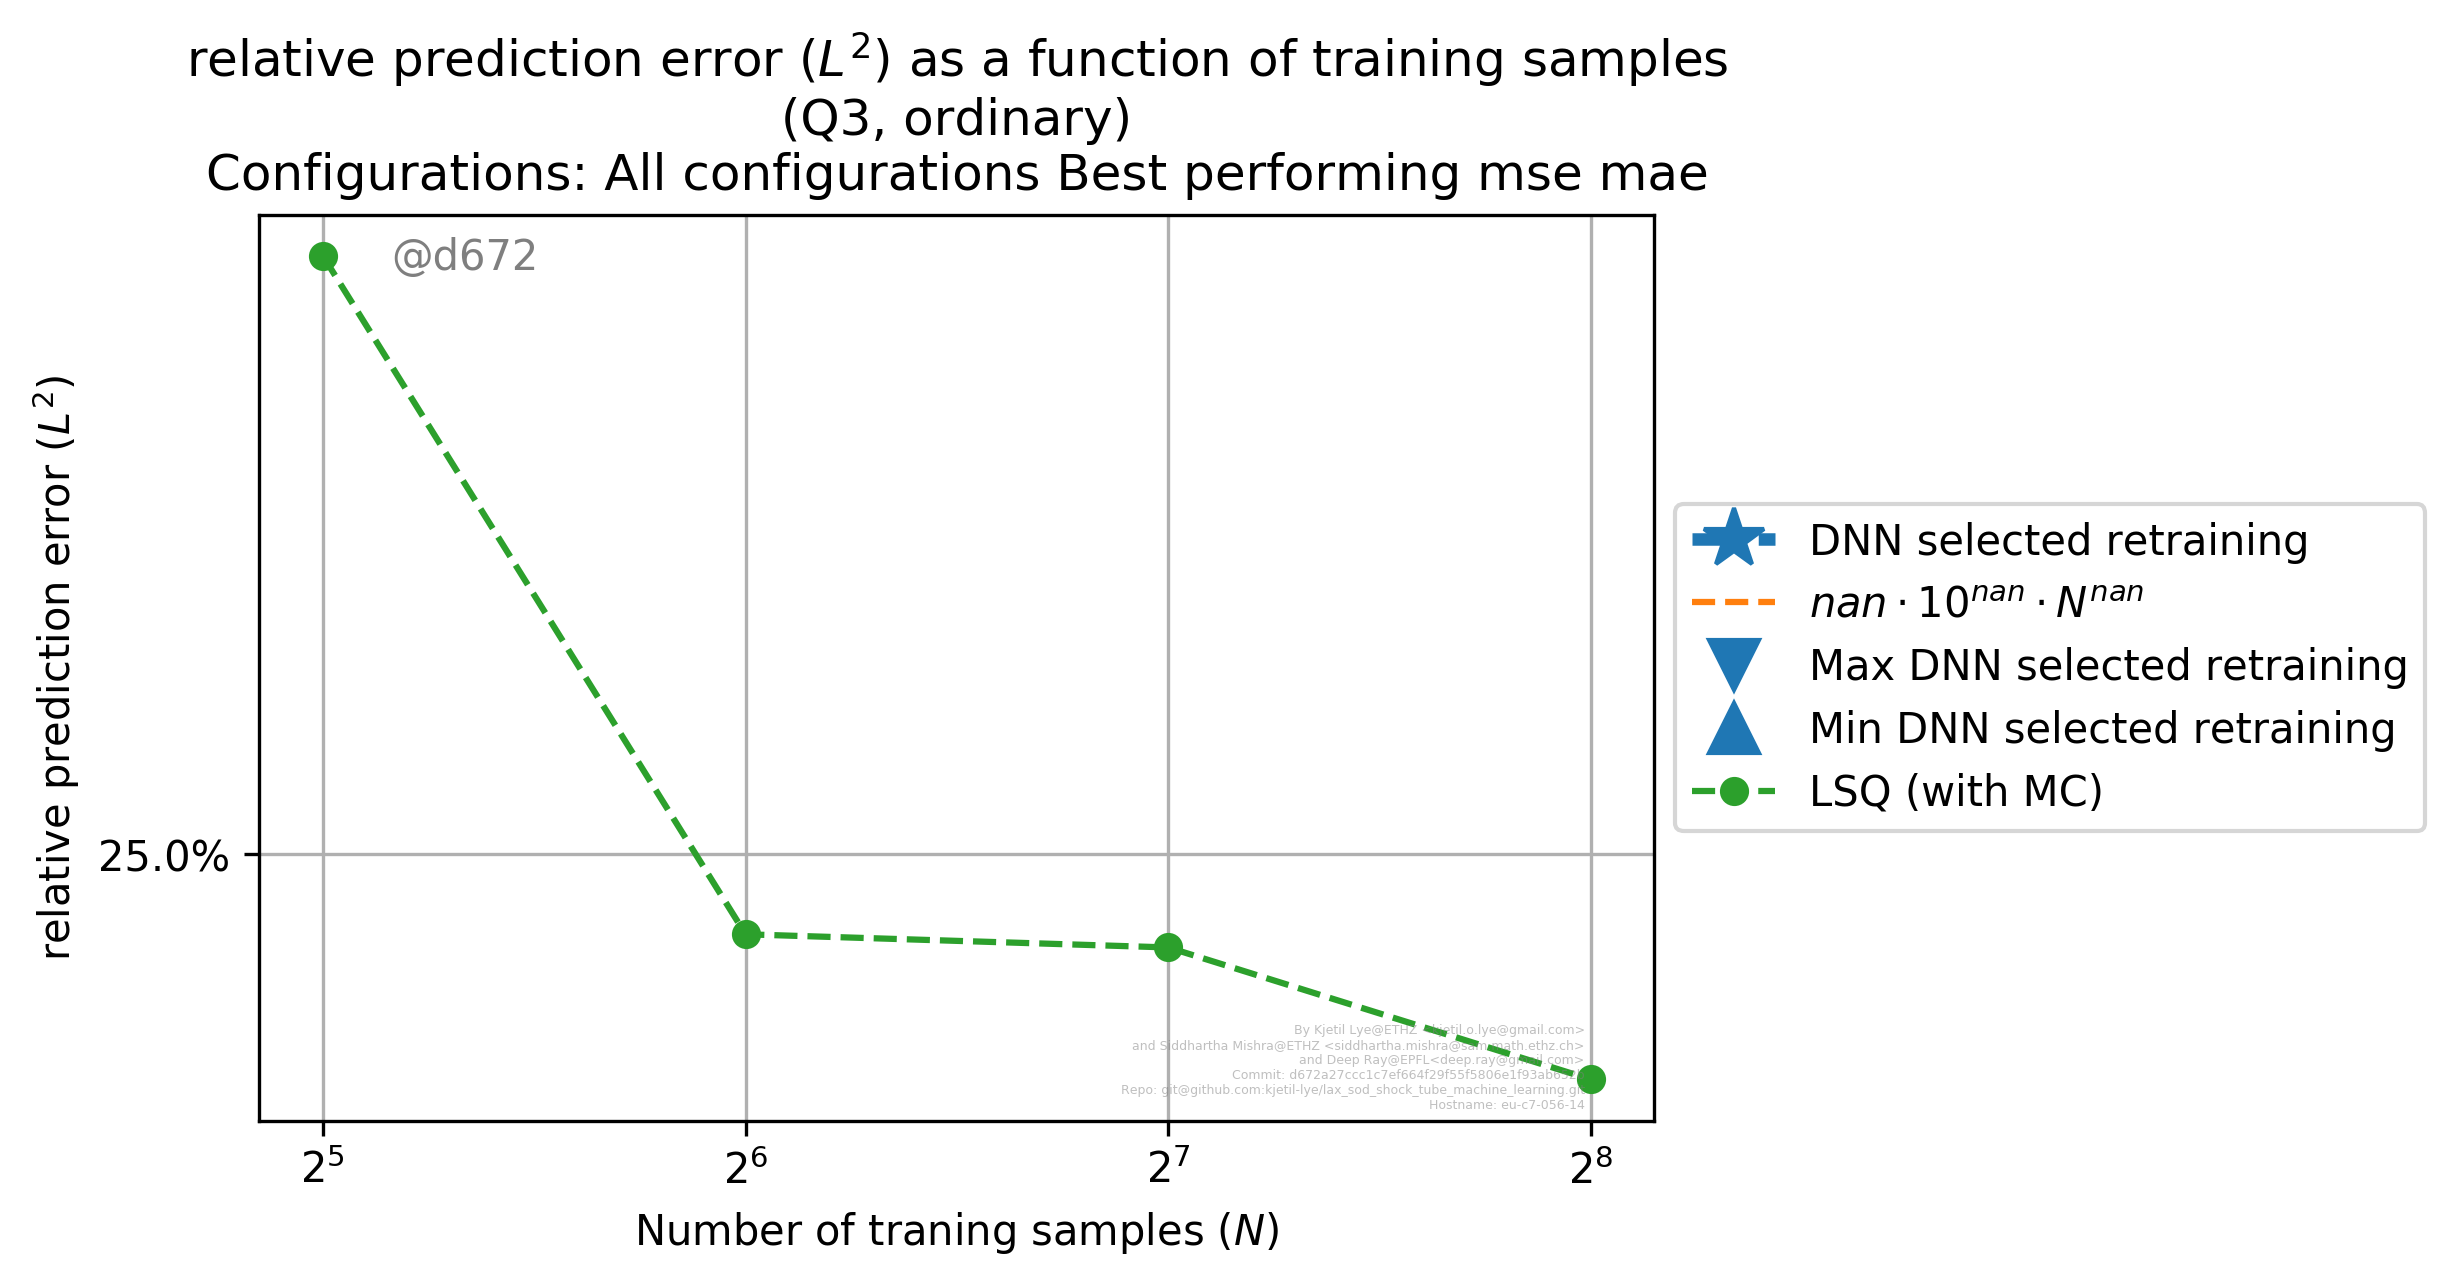 relative prediction error (L²) as a function of training samples
(Q3, ordinary)
Configurations: All configurations Best performing mse mae
@d672
relative prediction error (L²)
25.0%
DNN selected retraining
nan · 10^nan · N^nan
Max DNN selected retraining
Min DNN selected retraining
LSQ (with MC)
By Kjetil Lye@ETHZ <kjetil.o.lye@gmail.com>
and Siddhartha Mishra@ETHZ <siddhartha.mishra@sam.math.ethz.ch>
and Deep Ray@EPFL<deep.ray@gmail.com>
Commit:
Repo: git@github.com:kjetil-lye/lax_sod_shock_tube_machine_learning.git
Hostname: eu-c7-056-14
2⁵ 2⁶ 2⁷ 2⁸
Number of traning samples (N)